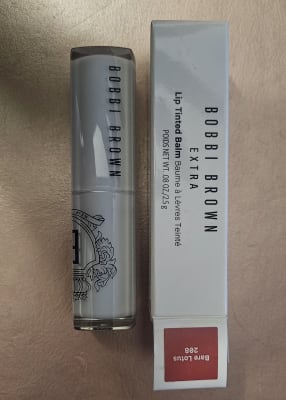 BOBBI BROWN
BOBBI BROWN
EXTRA
Lip Tinted Balm Baume à Lèvres Teinté
POIDS NET WT. .08 OZ/2.5 g
Bare Lotus
288